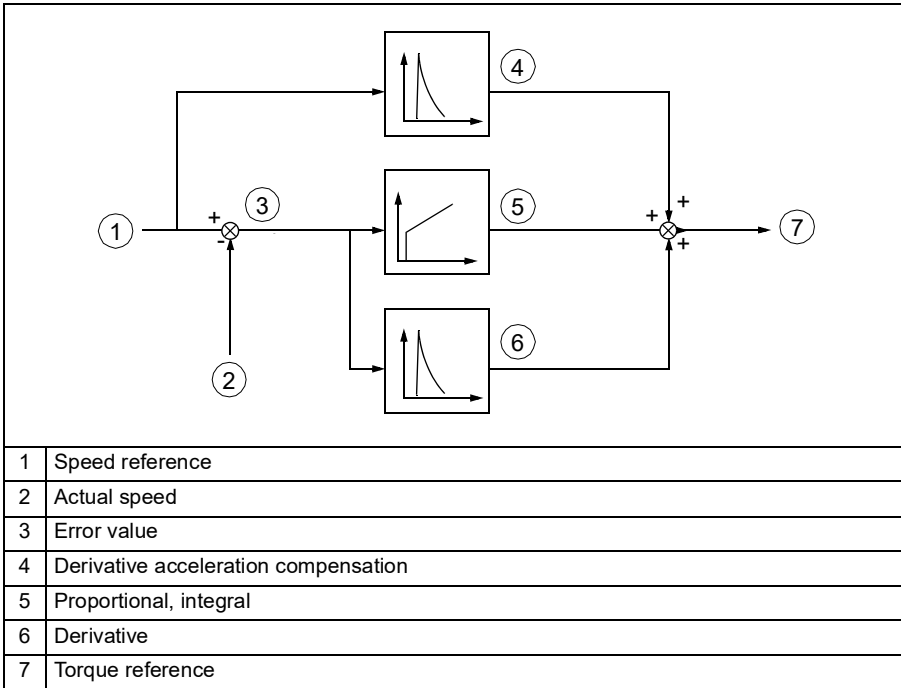 4
+
3
5
+
+
1
-
+
7
6
2
1 Speed reference
2 Actual speed
3 Error value
4 Derivative acceleration compensation
5 Proportional, integral
6 Derivative
7 Torque reference